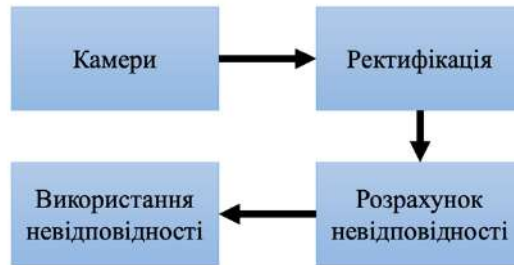 Камери
Ректифікація
Розрахунок
невідповідності
Використання
невідповідності